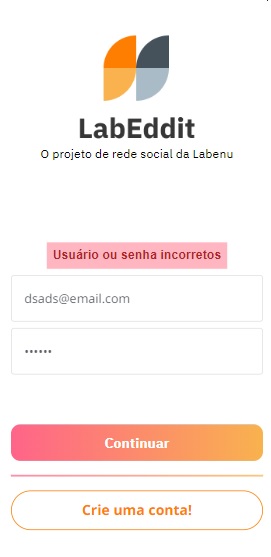 LabEddit
O projeto de rede social da Labenu
Usuário ou senha incorretos
dsads@email.com
••••••
Continuar
Crie uma conta!